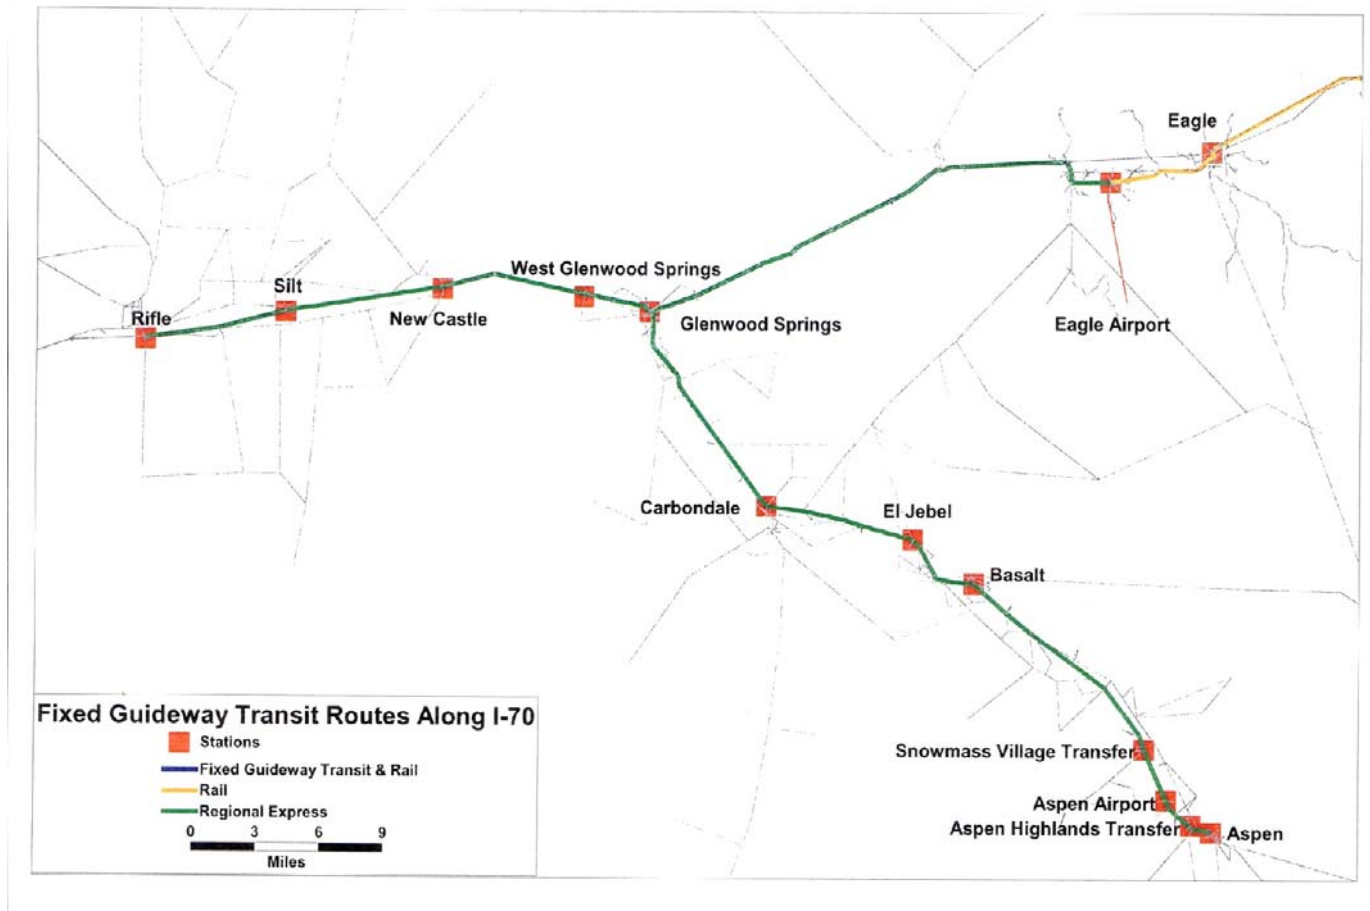 Eagle
West Glenwood Springs
Silt
Rifle
New Castle
Glenwood Springs
Eagle Airport
Carbondale
El Jebel
Basalt
Snowmass Village Transfer
Aspen Airport
Aspen Highlands Transfer
Aspen
Fixed Guideway Transit Routes Along I-70
Stations
Fixed Guideway Transit & Rail
Rail
Regional Express
0 3 6 9
Miles